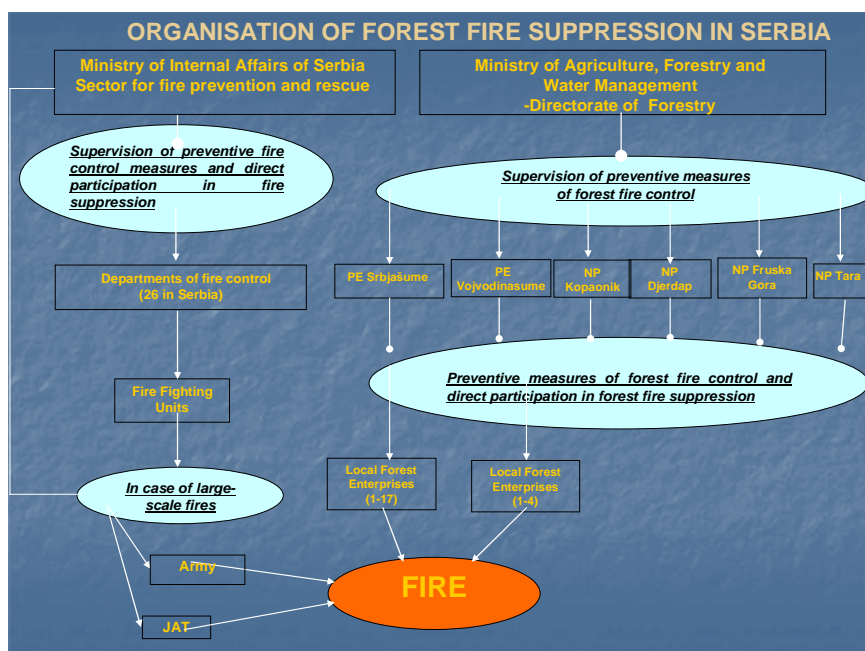 ORGANISATION OF FOREST FIRE SUPPRESSION IN SERBIA
Ministry of Internal Affairs of Serbia
Sector for fire prevention and rescue
Ministry of Agriculture, Forestry and
Water Management
-Directorate of Forestry
Supervision of preventive fire
control measures and direct
participation in fire
suppression
Supervision of preventive measures
of forest fire control
Departments of fire control
(26 in Serbia)
PE Srbjašume
PE
Vojvodinasume
NP
Kopaonik
NP
Djerdap
NP Fruska
Gora
NP Tara
Preventive measures of forest fire control and
direct participation in forest fire suppression
Fire Fighting
Units
Local Forest
Enterprises
(1-17)
Local Forest
Enterprises
(1-4)
In case of large-
scale fires
Army
JAT
FIRE